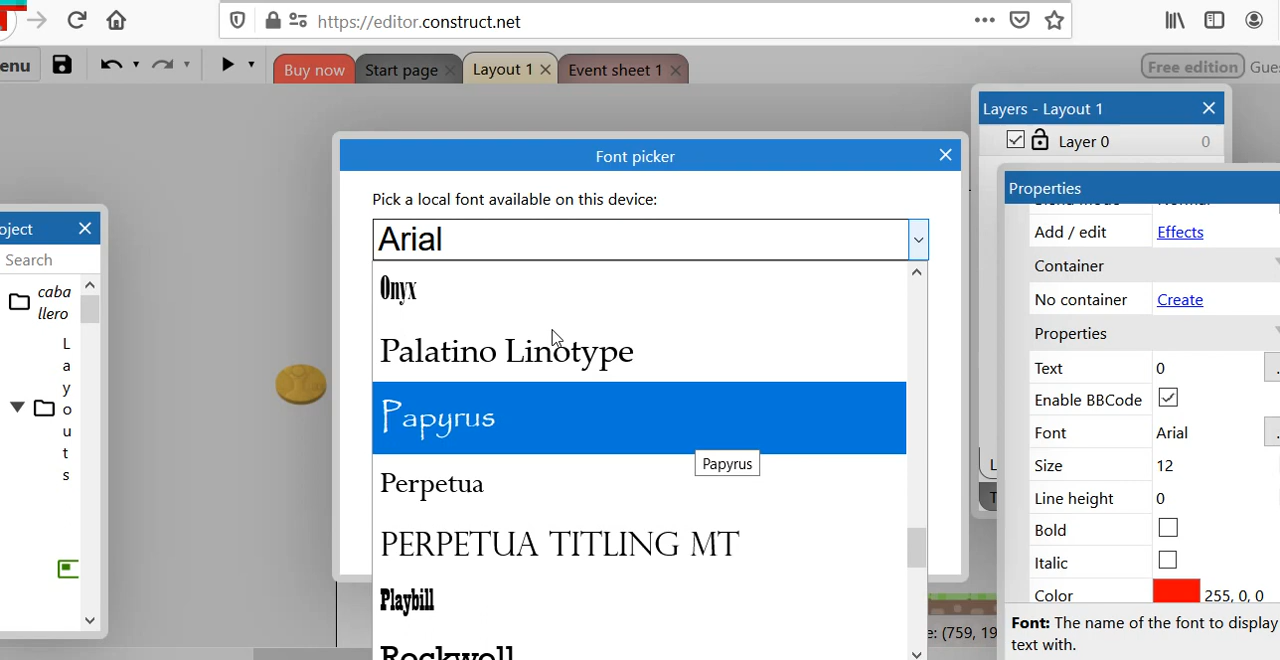 https://editor.construct.net
enu
Buy now
Start page
Layout 1
Event sheet 1
Free edition
Gues
Layers - Layout 1
Layer 0
0
Font picker
Pick a local font available on this device:
Arial
Onyx
Palatino Linotype
Papyrus
Papyrus
Perpetua
PERPETUA TITLING MT
Playbill
Rockwell
oject
Search
caba
llero
L
a
y
o
u
t
s
Properties
Add / edit
Effects
Container
No container
Create
Properties
Text
0
Enable BBCode
Font
Arial
Size
12
Line height
0
Bold
Italic
Color
255, 0, 0
Font: The name of the font to display
text with.
e: (759, 19